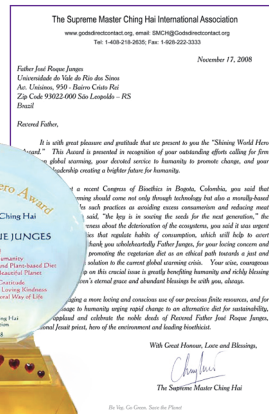 The Supreme Master Ching Hai International Association
www.godsdirectcontact.org, email: SMCH@Godsdirectcontact.org
Tel: 1-408-218-2635; Fax: 1-928-222-3333
November 17, 2008
Father José Roque Junges
Universidade do Vale do Rio dos Sinos
Av. Unisinos, 950 - Bairro Cristo Rei
Zip Code 93022-000 São Leopoldo – RS
Brazil
Revered Father,
It is with great pleasure and gratitude that we present to you the "Shining World Hero
Award." This Award is presented in recognition of your outstanding efforts calling for firm
on global warming, your devoted service to humanity to promote change, and your
leadership creating a brighter future for humanity.
a recent Congress of Bioethics in Bogota, Colombia, you said that
should come not only through technology but also a morally-based
such practices as avoiding excess consumerism and reducing meat
said, "the key is in sowing the seeds for the next generation," the
about the deterioration of the ecosystems, you said it was urgent
that regulate habits of consumption, which will help to avert
thank you wholeheartedly Father Junges, for your loving concern and
promoting the vegetarian diet as an ethical path towards a just and
solution to the current global warming crisis. Your wise, courageous
on this crucial issue is greatly benefiting humanity and richly blessing
eternal grace and abundant blessings be with you, always.
a more loving and conscious use of our precious finite resources, and for
to humanity urging rapid change to an alternative diet for sustainability,
applaud and celebrate the noble deeds of Revered Father José Roque Junges,
Jesuit priest, hero of the environment and leading bioethicist.
With Great Honour, Love and Blessings,
The Supreme Master Ching Hai
Be Veg. Go Green. Save the Planet
ero Award
Ching Hai
UE JUNGES
umanity
nd Plant-based Diet
Beautiful Planet
Gratitude
Loving Kindness
eral Way of Life
ng Hai